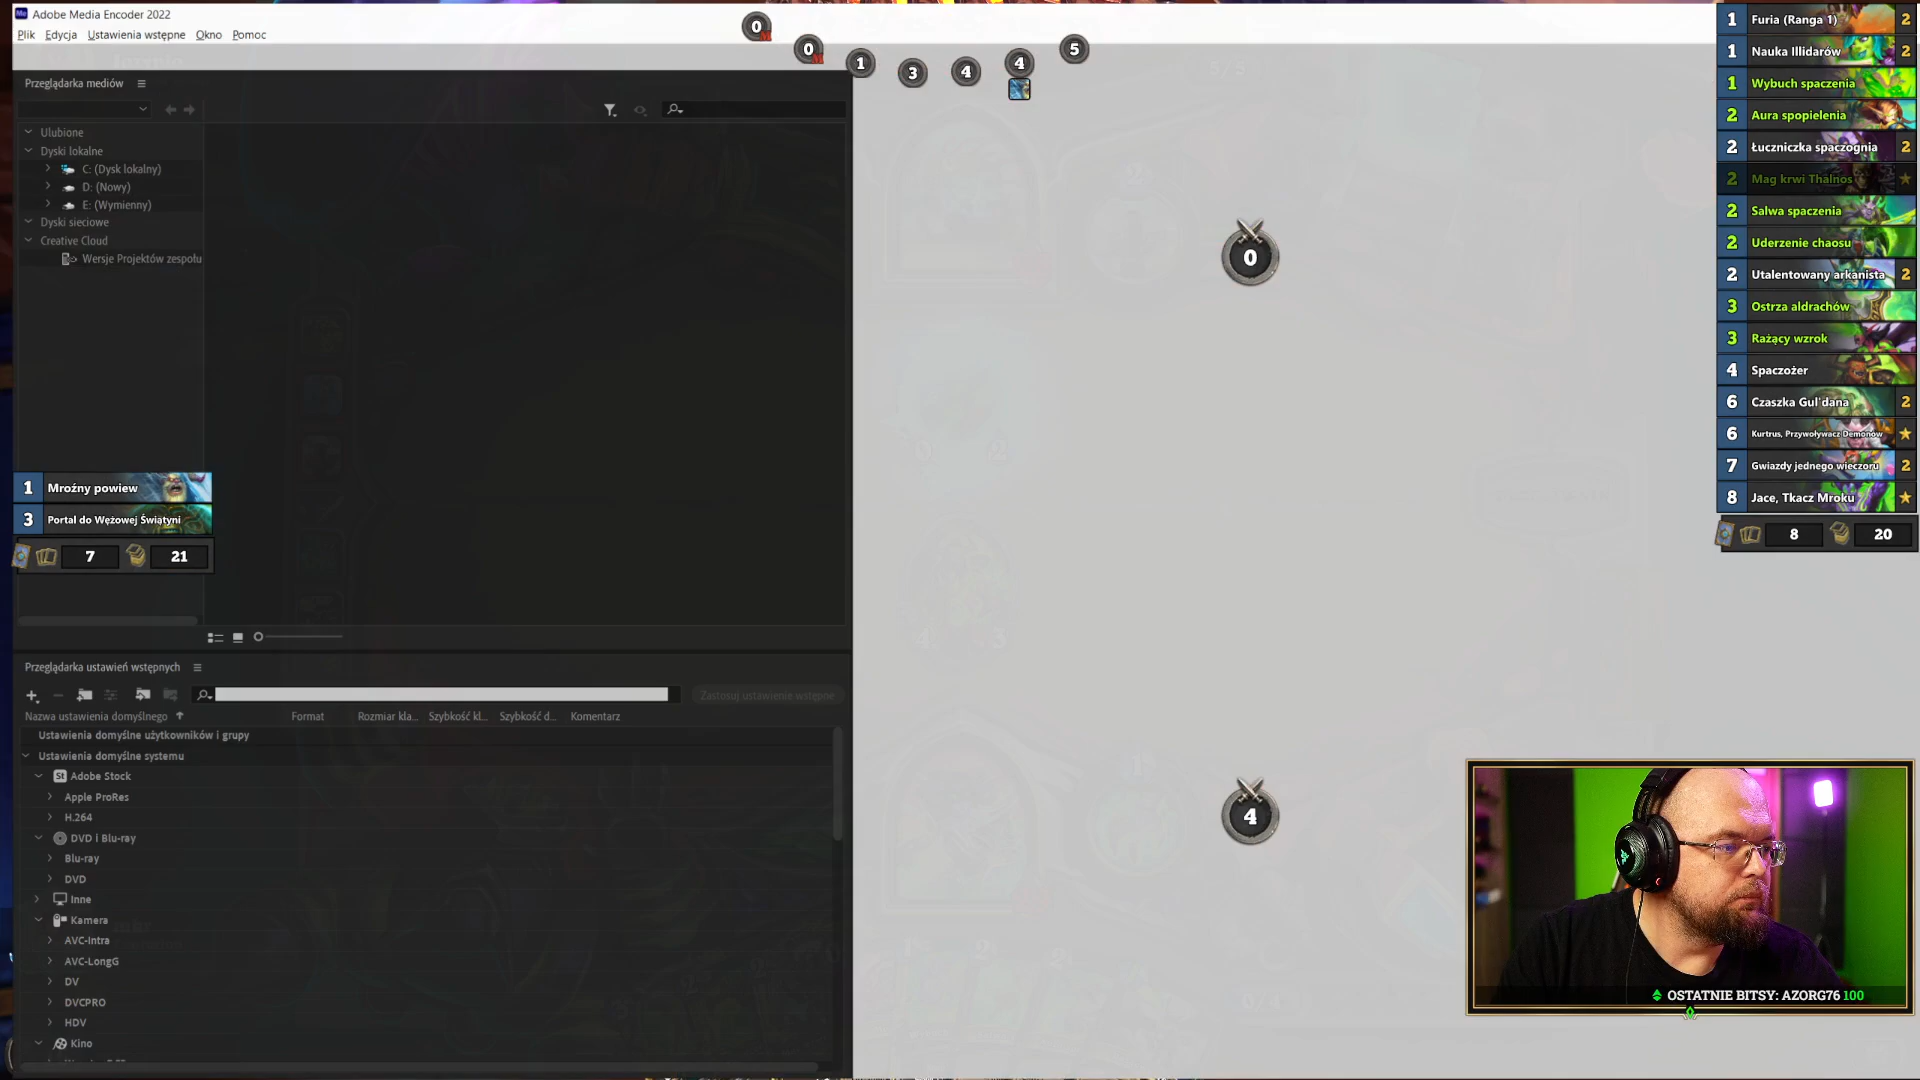 Adobe Media Encoder 2022
Plik Edycja Ustawienia wstępne Okno Pomoc
0
0
1
3
4
4
5
Przeglądarka mediów
Ulubione
Dyski lokalne
C: (Dysk lokalny)
D: (Nowy)
E: (Wymienny)
Dyski sieciowe
Creative Cloud
Wersje Projektów zespołu
1 Mroźny powiew
3 Portal do Wężowej Świątyni
7 21
Przeglądarka ustawień wstępnych
Zastosuj ustawienie wstępne
Nazwa ustawienia domyślnego Format Rozmiar kla... Szybkość kl... Szybkość d... Komentarz
Ustawienia domyślne użytkowników i grupy
Ustawienia domyślne systemu
St Adobe Stock
Apple ProRes
H.264
DVD i Blu-ray
Blu-ray
DVD
Inne
Kamera
AVC-Intra
AVC-LongG
DV
DVCPRO
HDV
Kino
0
4
1 Furia (Ranga 1) 2
1 Nauka Illidarów 2
1 Wybuch spaczenia
2 Aura spopielenia
2 Łuczniczka spaczognia 2
2 Mag krwi Thalnos
2 Salwa spaczenia
2 Uderzenie chaosu
2 Utalentowany arkanista 2
3 Ostrza aldrachów
3 Rażący wzrok
4 Spaczożer
6 Czaszka Gul'dana 2
6 Kurtrus, Przywoływacz Demonów
7 Gwiazdy jednego wieczoru 2
8 Jace, Tkacz Mroku
8 20
OSTATNIE BITSY: AZORG76 100